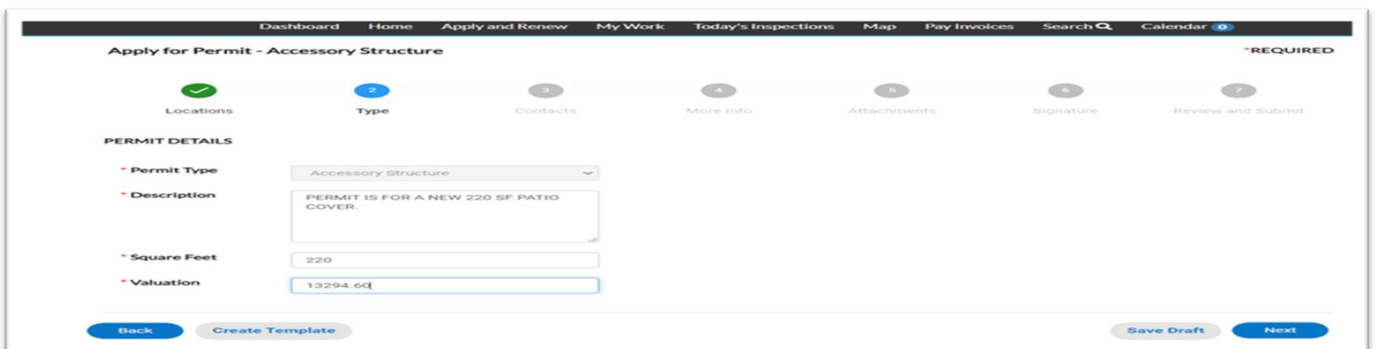 Dashboard Home Apply and Renew My Work Today's Inspections Map Pay Invoices Search Calendar 0
Apply for Permit - Accessory Structure *REQUIRED
2 3 4 5 6 7
Locations Type Contacts More Info Attachments Signature Review and Submit
PERMIT DETAILS
* Permit Type Accessory Structure
* Description PERMIT IS FOR A NEW 220 SF PATIO
COVER.
* Square Feet 220
* Valuation 13294.60
Back Create Template Save Draft Next